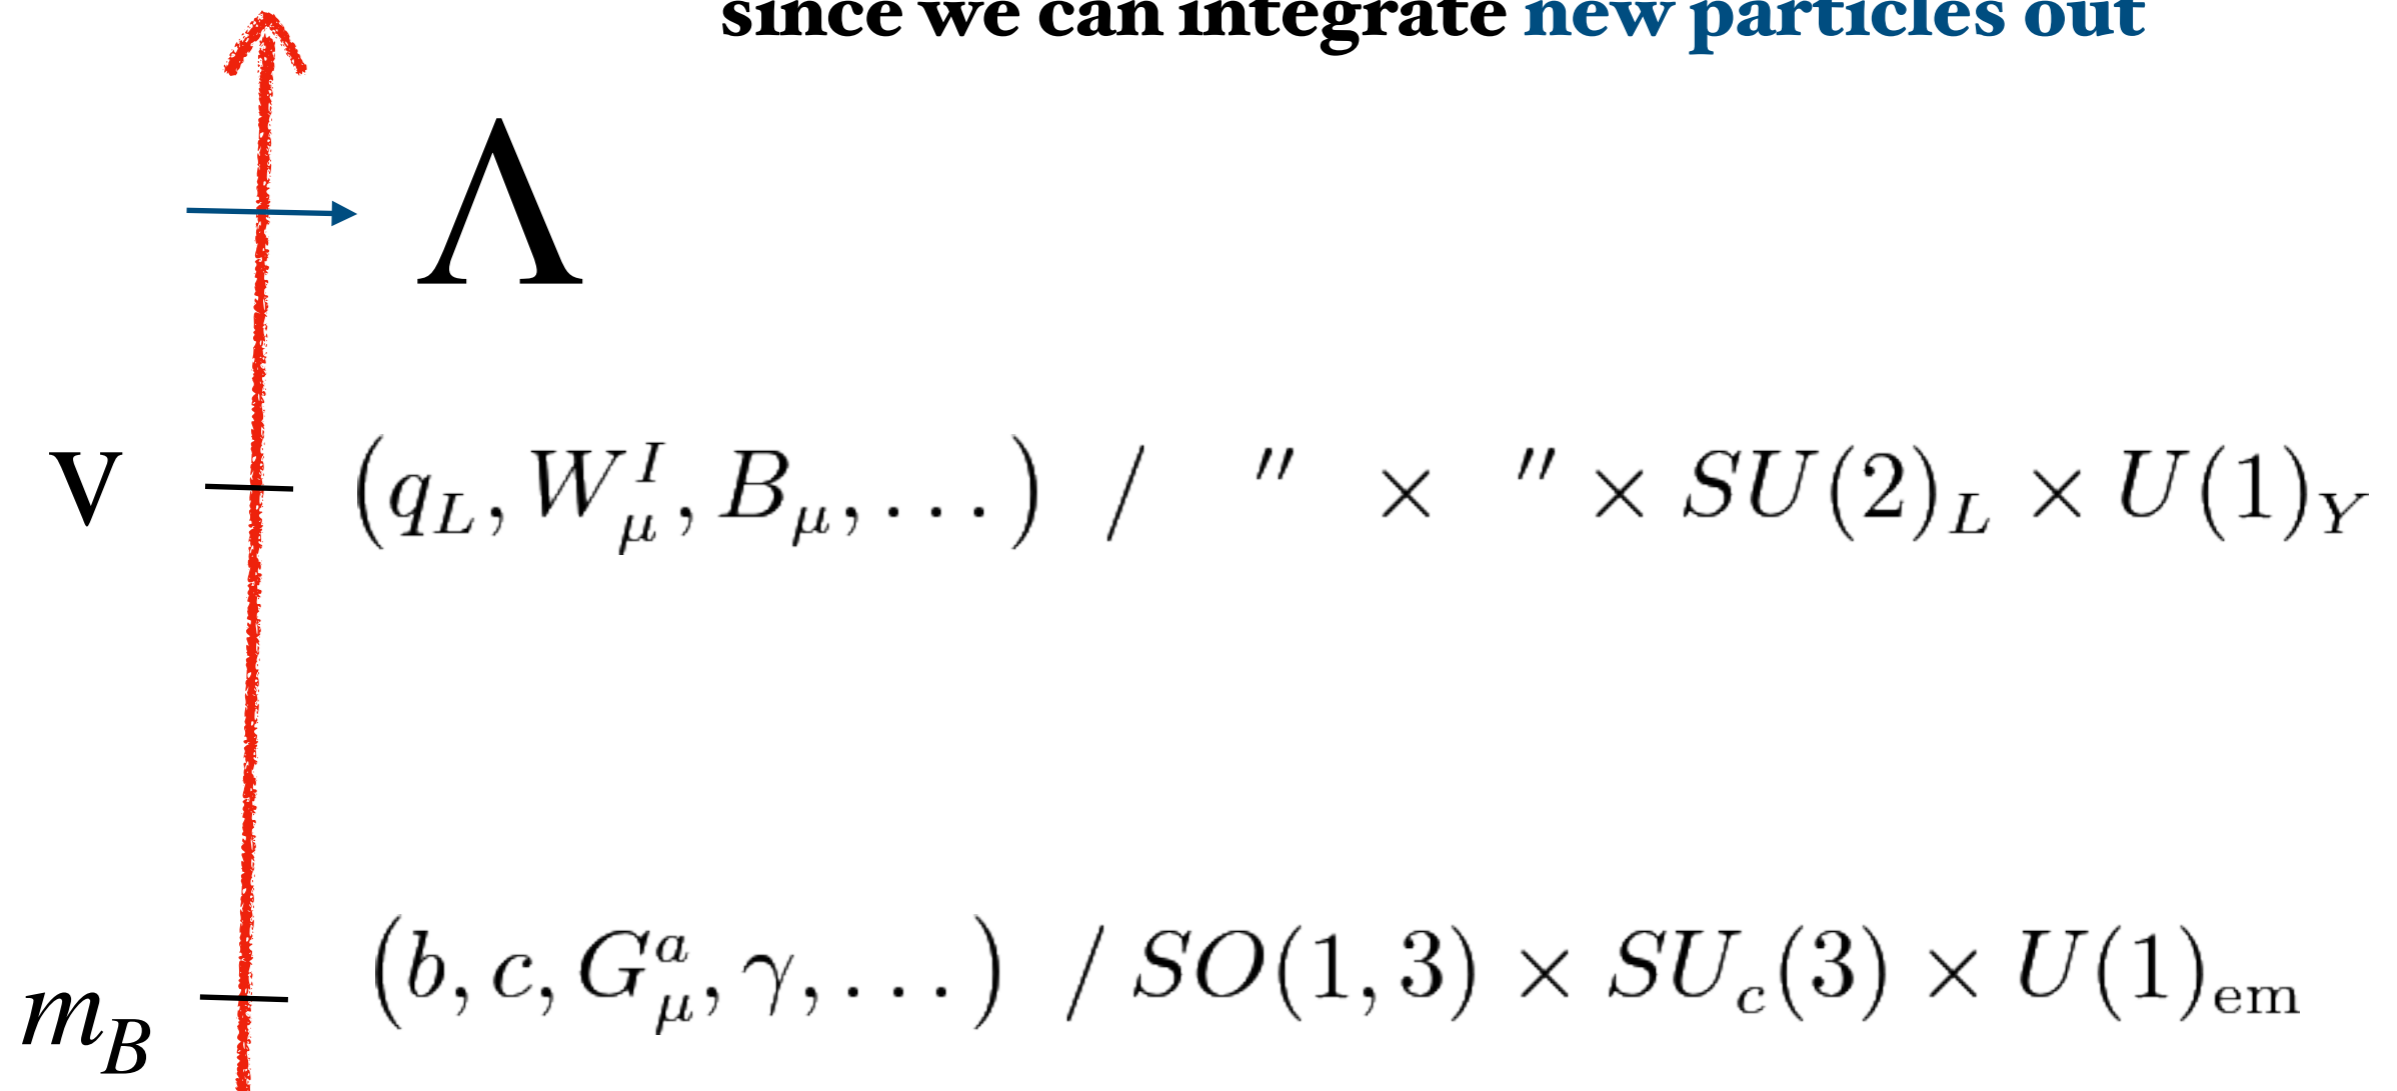 since we can integrate new particles out
Λ
v (q_L, W^I_μ, B_μ, ...) / ″ × ″ × SU(2)_L × U(1)_Y
m_B (b, c, G^a_μ, γ, ...) / SO(1, 3) × SU_c(3) × U(1)_em